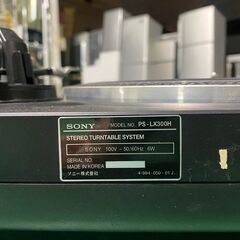 SONY MODEL NO. PS-LX300H
STEREO TURNTABLE SYSTEM
SONY 100V ~ 50/60Hz 6W
SERIAL NO.
MADE IN KOREA
ソニー株式会社 4-984-050-01